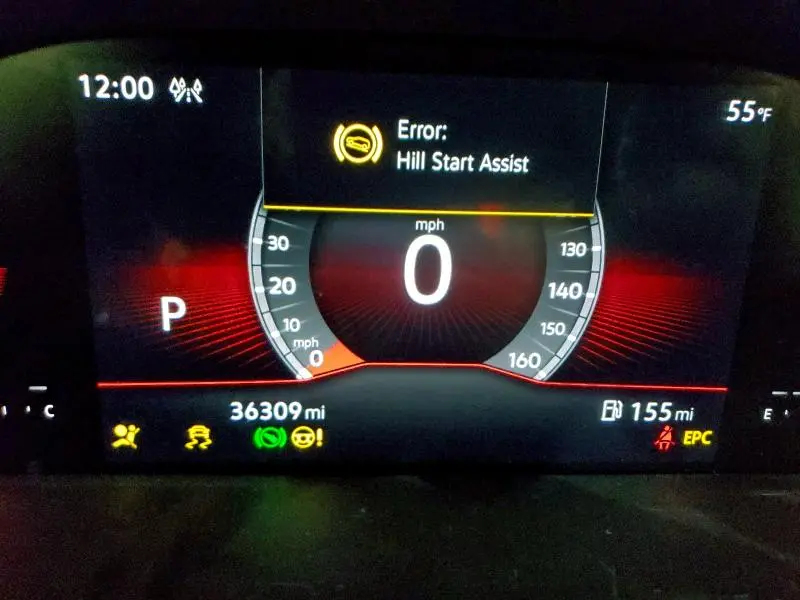 12:00
55°F
Error:
Hill Start Assist
mph
0
30
20
10
mph
0
130
140
150
160
P
C
36309 mi
155 mi
E
EPC